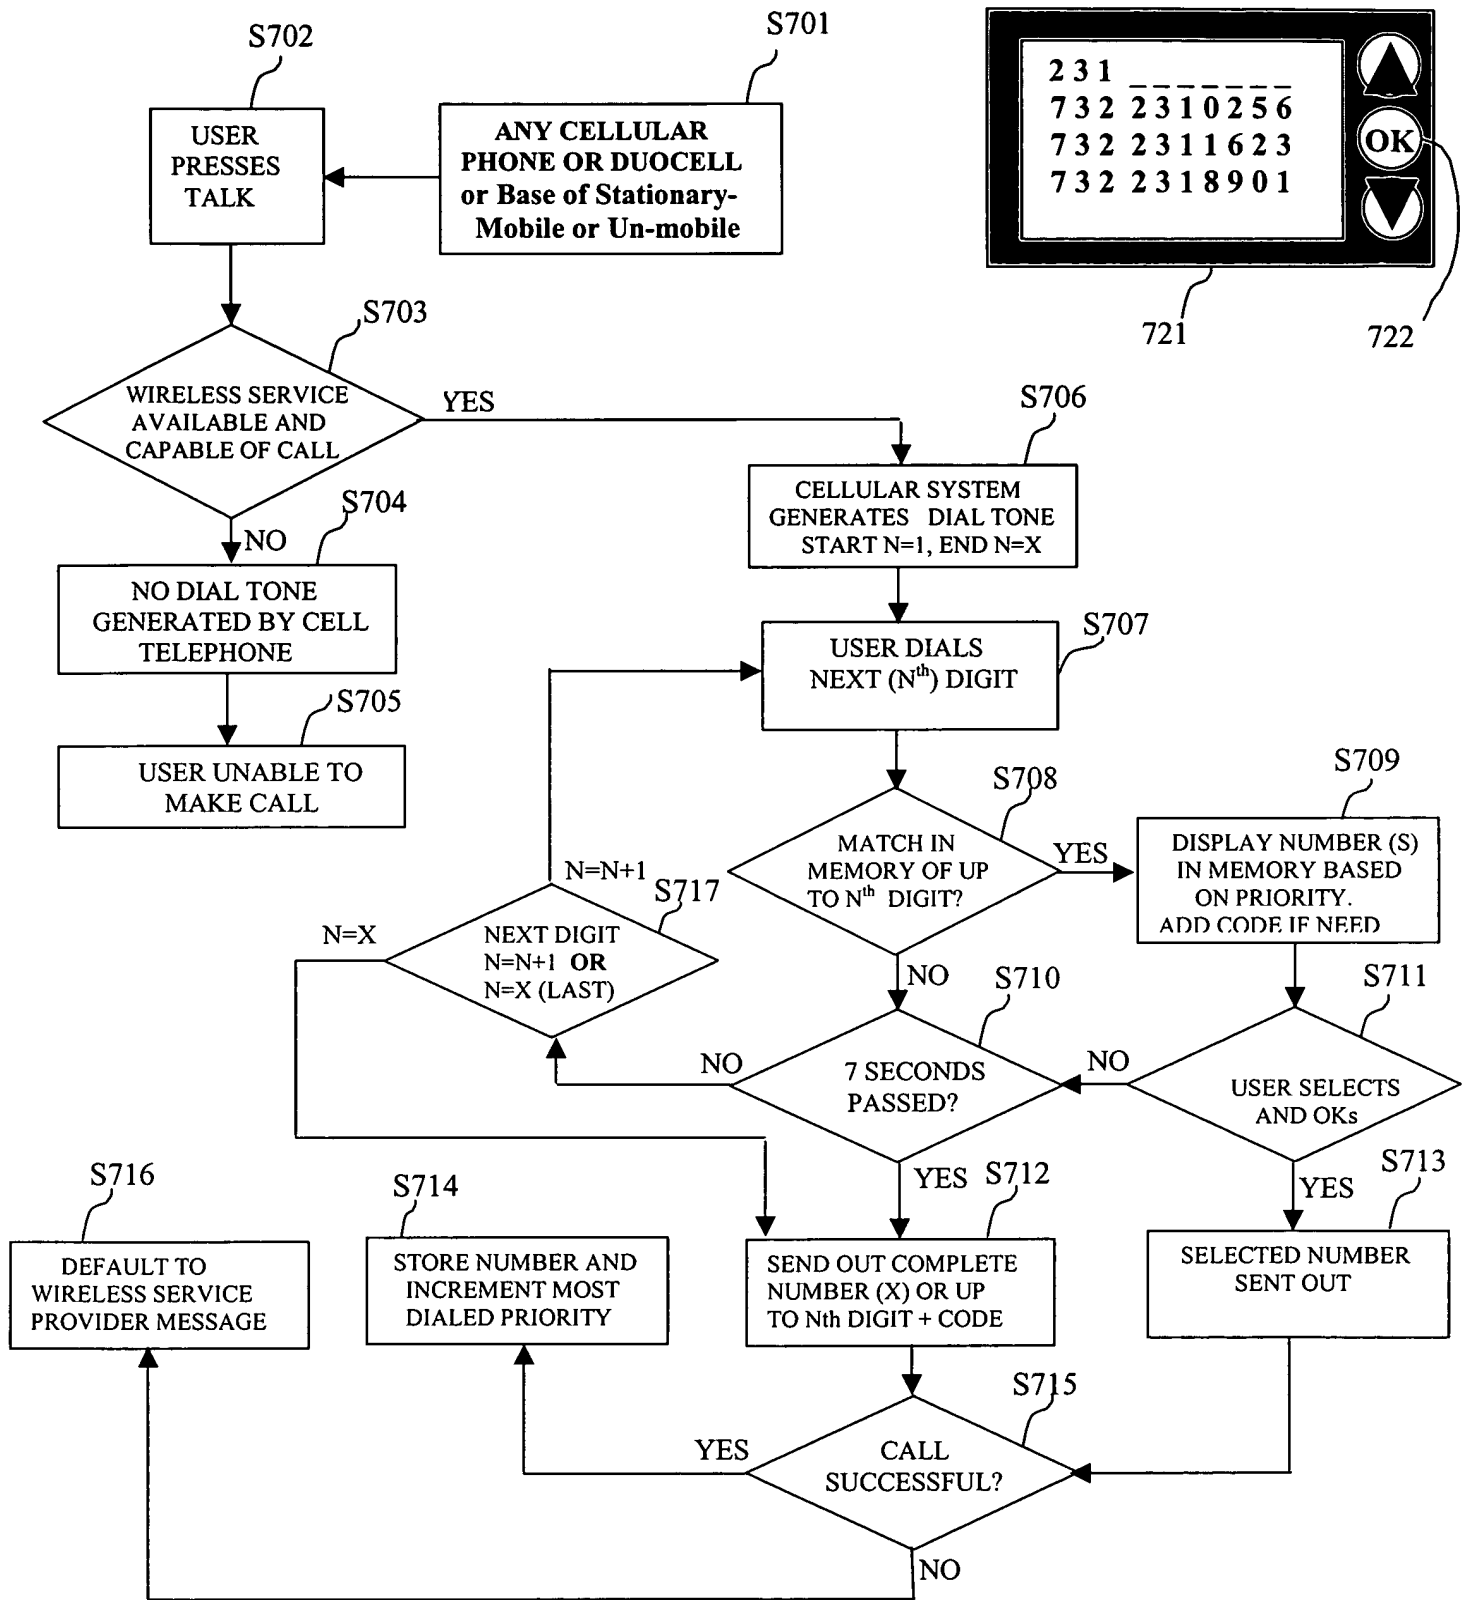 S702
USER
PRESSES
TALK
S701
ANY CELLULAR
PHONE OR DUOCELL
or Base of Stationary-
Mobile or Un-mobile
2 3 1 _ _ _ _ _ _ _
7 3 2 2 3 1 0 2 5 6
7 3 2 2 3 1 1 6 2 3
7 3 2 2 3 1 8 9 0 1
OK
721
722
S703
WIRELESS SERVICE
AVAILABLE AND
CAPABLE OF CALL
YES
NO
S704
NO DIAL TONE
GENERATED BY CELL
TELEPHONE
S705
USER UNABLE TO
MAKE CALL
S706
CELLULAR SYSTEM
GENERATES DIAL TONE
START N=1, END N=X
S707
USER DIALS
NEXT (Nth) DIGIT
S708
MATCH IN
MEMORY OF UP
TO Nth DIGIT?
YES
NO
S709
DISPLAY NUMBER (S)
IN MEMORY BASED
ON PRIORITY.
ADD CODE IF NEED
N=N+1
S717
N=X
NEXT DIGIT
N=N+1 OR
N=X (LAST)
S710
7 SECONDS
PASSED?
NO
YES
S711
USER SELECTS
AND OKs
NO
YES
S716
DEFAULT TO
WIRELESS SERVICE
PROVIDER MESSAGE
S714
STORE NUMBER AND
INCREMENT MOST
DIALED PRIORITY
S712
SEND OUT COMPLETE
NUMBER (X) OR UP
TO Nth DIGIT + CODE
S713
SELECTED NUMBER
SENT OUT
S715
CALL
SUCCESSFUL?
YES
NO